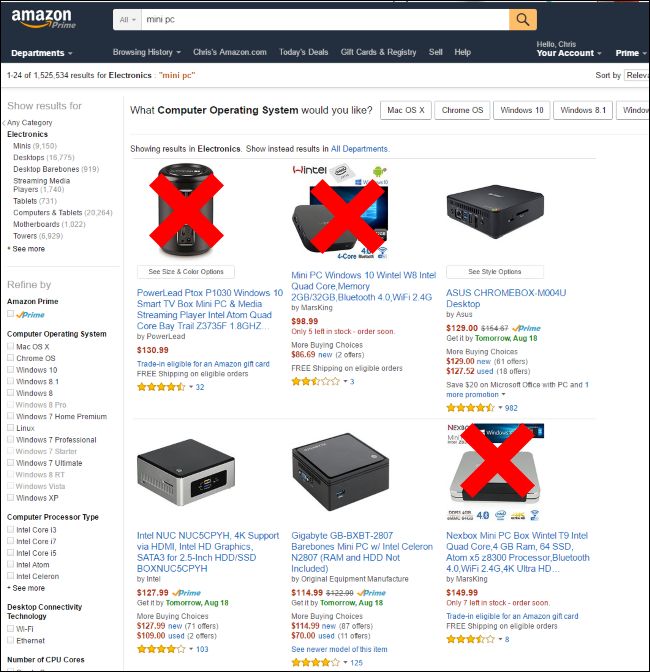 amazon
Prime
All
mini pc
Departments
Browsing History
Chris's Amazon.com
Today's Deals
Gift Cards & Registry
Sell
Help
Hello, Chris
Your Account
Prime
1-24 of 1,525,534 results for Electronics : "mini pc"
Sort by
Releva
Show results for
Any Category
Electronics
Minis (9,150)
Desktops (16,775)
Desktop Barebones (919)
Streaming Media
Players (1,740)
Tablets (731)
Computers & Tablets (20,264)
Motherboards (1,022)
Towers (6,929)
+ See more
Refine by
Amazon Prime
Prime
Computer Operating System
Mac OS X
Chrome OS
Windows 10
Windows 8.1
Windows 8
Windows 8 Pro
Windows 7 Home Premium
Linux
Windows 7 Professional
Windows 7 Starter
Windows 7 Ultimate
Windows 8 RT
Windows Vista
Windows XP
Computer Processor Type
Intel Core i3
Intel Core i7
Intel Core i5
Intel Atom
Intel Celeron
+ See more
Desktop Connectivity
Technology
Wi-Fi
Ethernet
Number of CPU Cores
What Computer Operating System would you like?
Mac OS X
Chrome OS
Windows 10
Windows 8.1
Window
Showing results in Electronics. Show instead results in All Departments.
See Size & Color Options
PowerLead Ptox P1030 Windows 10
Smart TV Box Mini PC & Media
Streaming Player Intel Atom Quad
Core Bay Trail Z3735F 1.8GHZ...
by PowerLead
$130.99
Trade-in eligible for an Amazon gift card
FREE Shipping on eligible orders
32
Wintel
4-Core
4.0
Mini PC Windows 10 Wintel W8 Intel
Quad Core,Memory
2GB/32GB,Bluetooth 4.0,WiFi 2.4G
by MarsKing
$98.99
Only 5 left in stock - order soon.
More Buying Choices
$86.69 new (2 offers)
FREE Shipping on eligible orders
3
See Style Options
ASUS CHROMEBOX-M004U
Desktop
by Asus
$129.00 $154.67 Prime
Get it by Tomorrow, Aug 18
More Buying Choices
$129.00 new (61 offers)
$127.52 used (18 offers)
Save $20 on Microsoft Office with PC and 1
more promotion
982
Intel NUC NUC5CPYH, 4K Support
via HDMI, Intel HD Graphics,
SATA3 for 2.5-Inch HDD/SSD
BOXNUC5CPYH
by Intel
$127.99 Prime
Get it by Tomorrow, Aug 18
More Buying Choices
$127.99 new (71 offers)
$109.00 used (2 offers)
103
Gigabyte GB-BXBT-2807
Barebones Mini PC w/ Intel Celeron
N2807 (RAM and HDD Not
Included)
by Original Equipment Manufacture
$114.99 $122.99 Prime
Get it by Tomorrow, Aug 18
More Buying Choices
$114.99 new (87 offers)
$70.00 used (11 offers)
See newer model of this item
125
4.0
Nexbox Mini PC Box Wintel T9 Intel
Quad Core,4 GB Ram, 64 SSD,
Atom x5 z8300 Processor,Bluetooth
4.0,WiFi 2.4G,4K Ultra HD...
by MarsKing
$149.99
Only 7 left in stock - order soon.
Trade-in eligible for an Amazon gift card
FREE Shipping on eligible orders
8